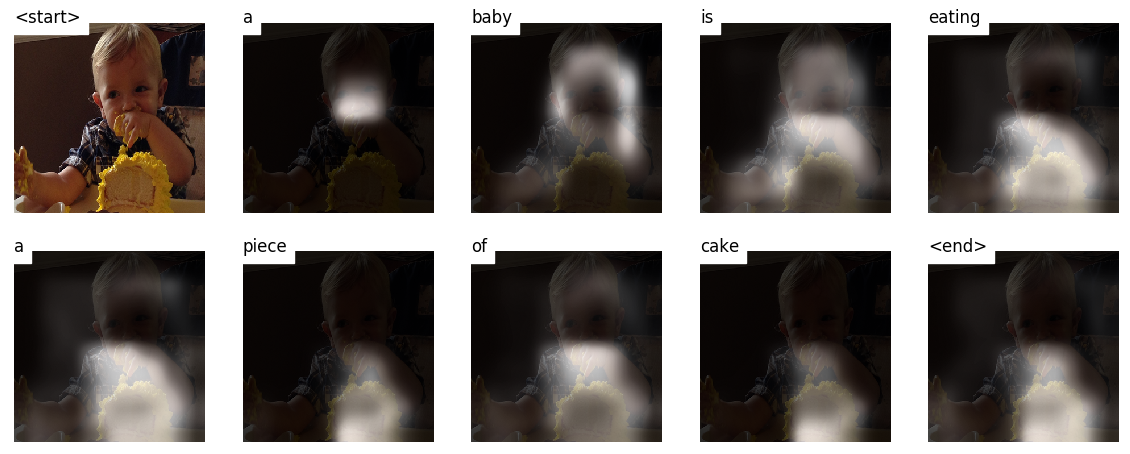 <start>
a
baby
is
eating
a
piece
of
cake
<end>